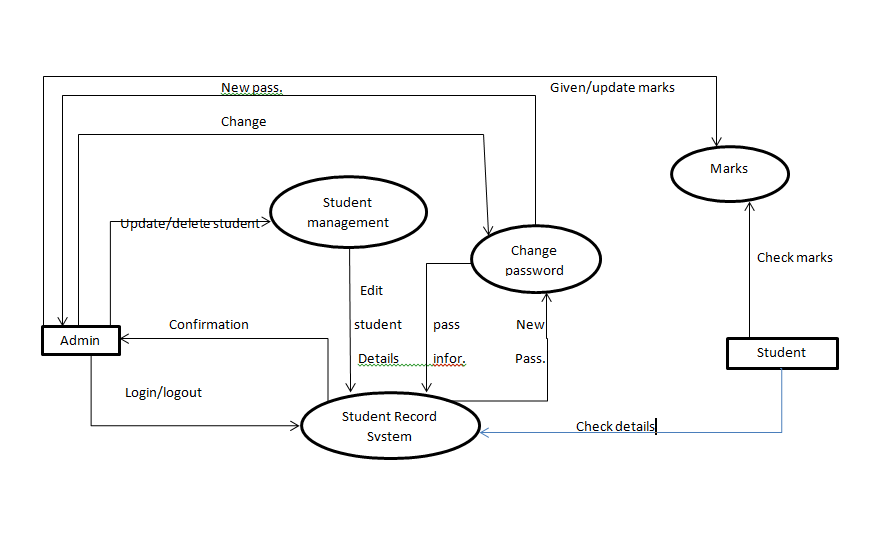 New pass.
Given/update marks
Change
Marks
Student
management
Update/delete student
Change
password
Check marks
Edit
student
Details
pass
infor.
New
Pass.
Confirmation
Admin
Student
Login/logout
Student Record
System
Check details